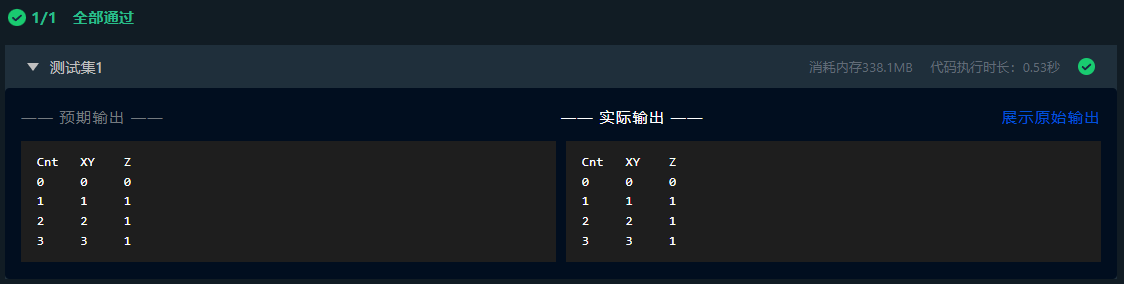 1/1 全部通过
测试集1 消耗内存338.1MB 代码执行时长：0.53秒
—— 预期输出 —— —— 实际输出 —— 展示原始输出
Cnt XY Z Cnt XY Z
0 0 0 0 0 0
1 1 1 1 1 1
2 2 1 2 2 1
3 3 1 3 3 1